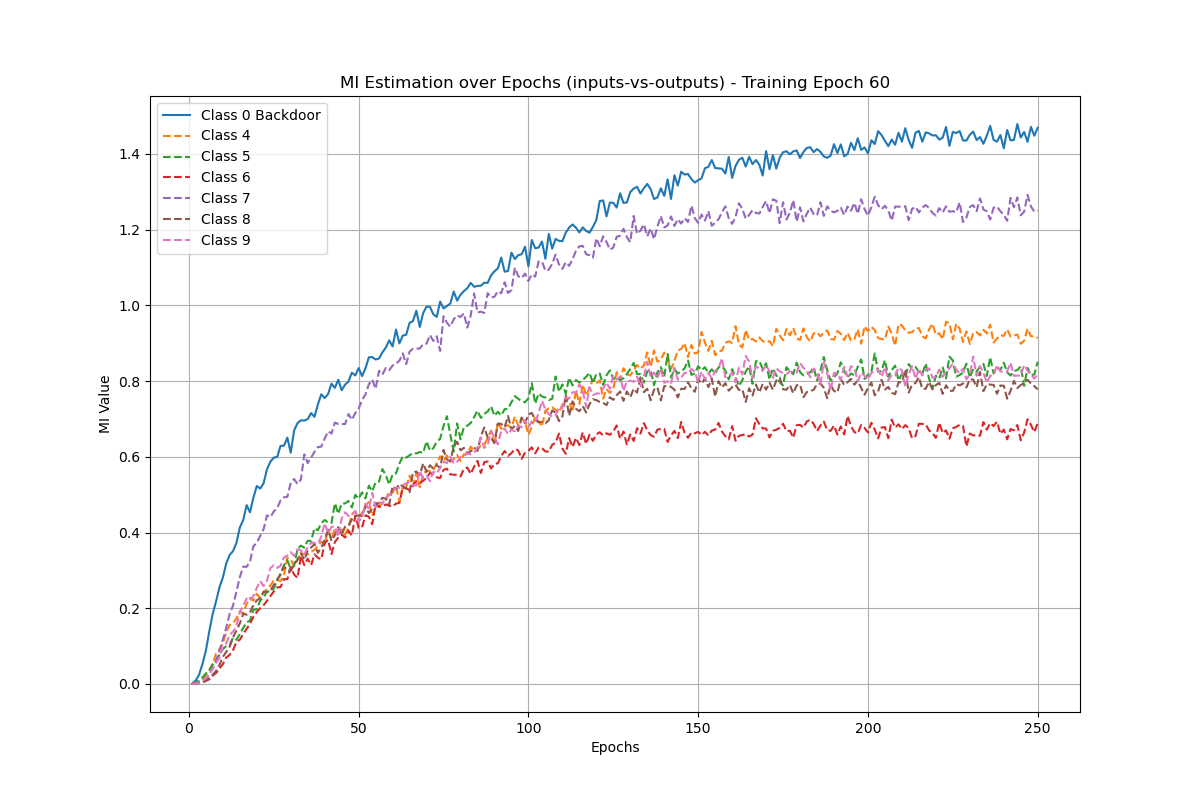 MI Estimation over Epochs (inputs-vs-outputs) - Training Epoch 60
Class 0 Backdoor
Class 4
Class 5
Class 6
Class 7
Class 8
Class 9
MI Value
1.4
1.2
1.0
0.8
0.6
0.4
0.2
0.0
0 50 100 150 200 250
Epochs